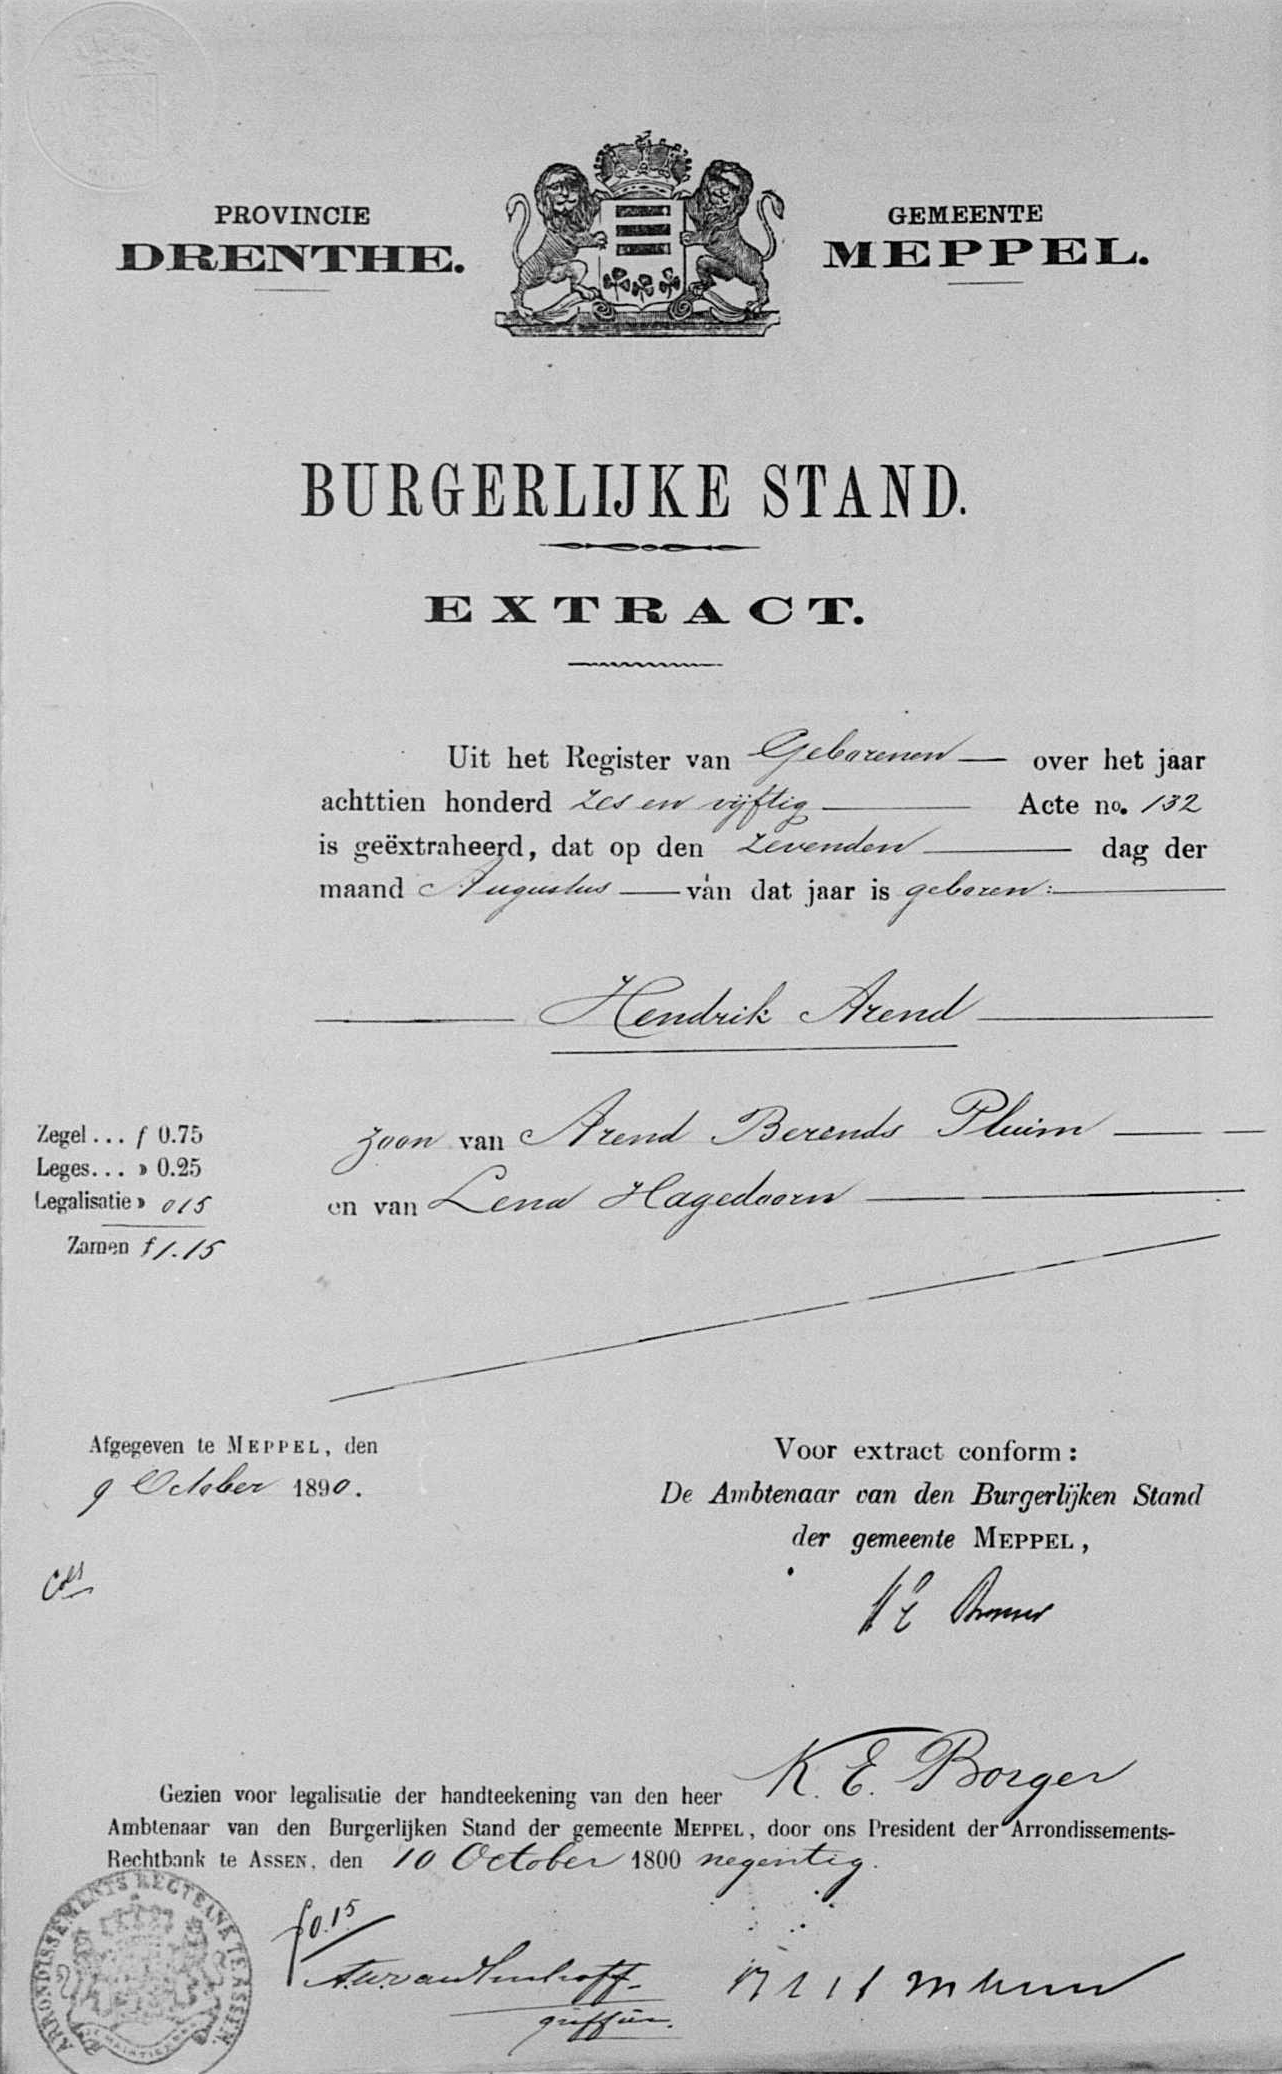 PROVINCIE
DRENTHE.
GEMEENTE
MEPPEL.
BURGERLIJKE STAND.
EXTRACT.
Uit het Register van Geborenen over het jaar
achttien honderd zes en vijftig Acte no. 132
is geëxtraheerd, dat op den zevenden dag der
maand Augustus van dat jaar is geboren:
Hendrik Arend
zoon van Arend Berends Pluim
en van Lena Hagedoorn
Zegel... f 0.75
Leges... » 0.25
Legalisatie » 015
Zamen f 1.15
Afgegeven te MEPPEL, den
9 October 1890.
Voor extract conform:
De Ambtenaar van den Burgerlijken Stand
der gemeente MEPPEL,
K. E. Borger
Gezien voor legalisatie der handteekening van den heer
Ambtenaar van den Burgerlijken Stand der gemeente MEPPEL, door ons President der Arrondissements-
Rechtbank te ASSEN, den 10 October 1800 negentig.
f 0.15
griffier.
ARRONDISSEMENTS REGTBANK TE ASSEN.